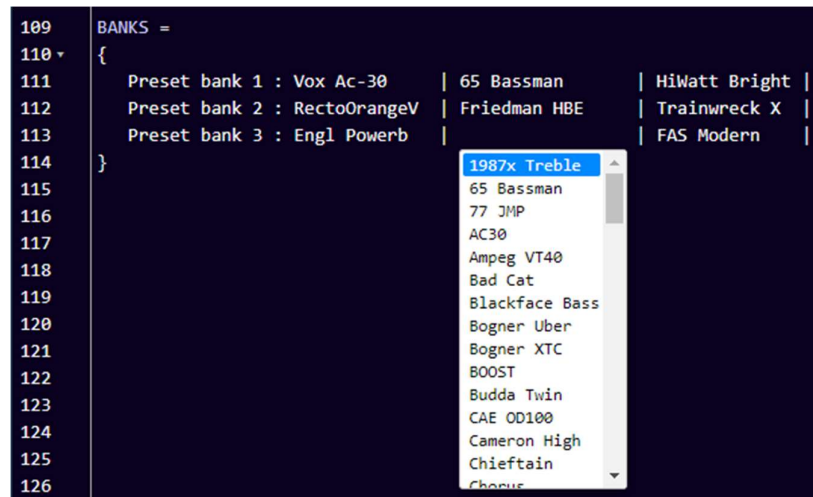 109 BANKS =
110 {
111 Preset bank 1 : Vox Ac-30 | 65 Bassman | HiWatt Bright |
112 Preset bank 2 : RectoOrangeV | Friedman HBE | Trainwreck X |
113 Preset bank 3 : Engl Powerb | | FAS Modern |
114 }
115
116
117
118
119
120
121
122
123
124
125
126
1987x Treble
65 Bassman
77 JMP
AC30
Ampeg VT40
Bad Cat
Blackface Bass
Bogner Uber
Bogner XTC
BOOST
Budda Twin
CAE OD100
Cameron High
Chieftain
Chorus